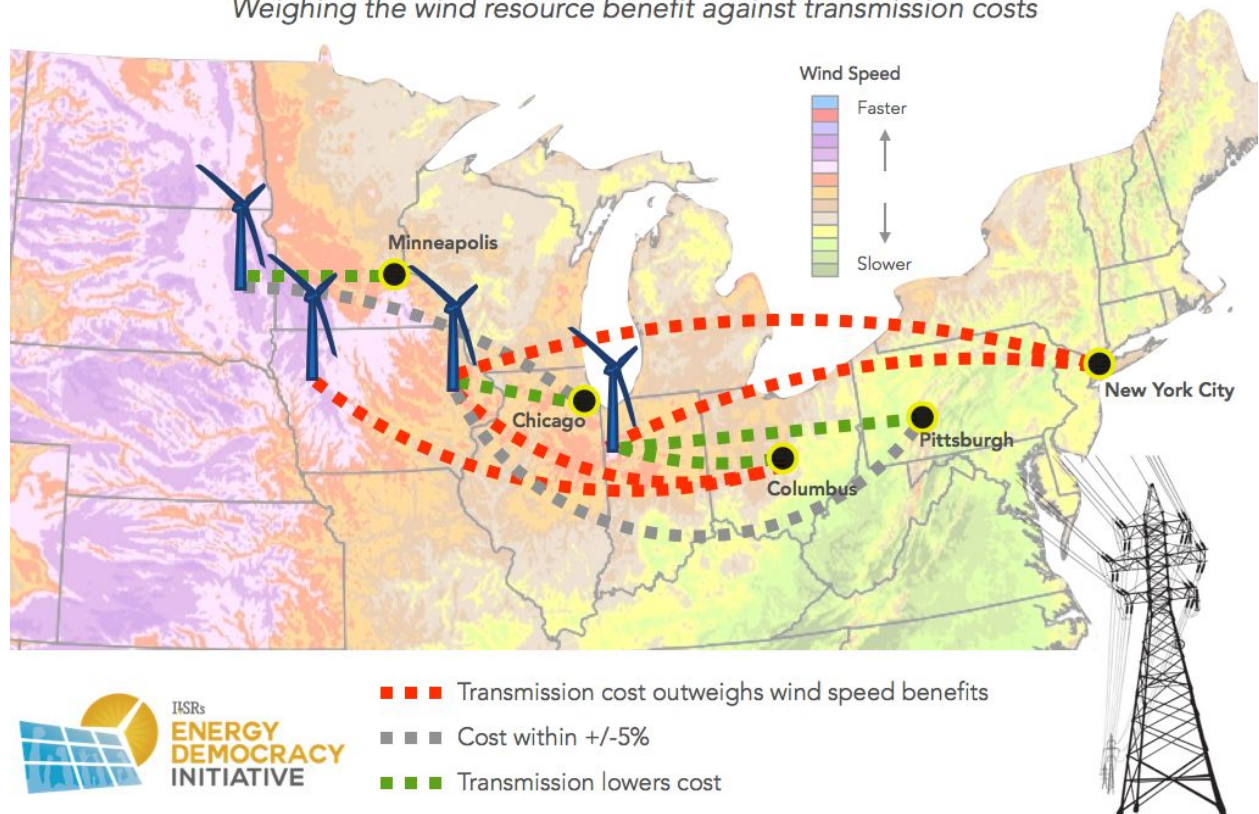 Weighing the wind resource benefit against transmission costs
Wind Speed
Faster
Slower
Minneapolis
Chicago
New York City
Pittsburgh
Columbus
Transmission cost outweighs wind speed benefits
Cost within +/-5%
Transmission lowers cost
ILSRs
ENERGY
DEMOCRACY
INITIATIVE